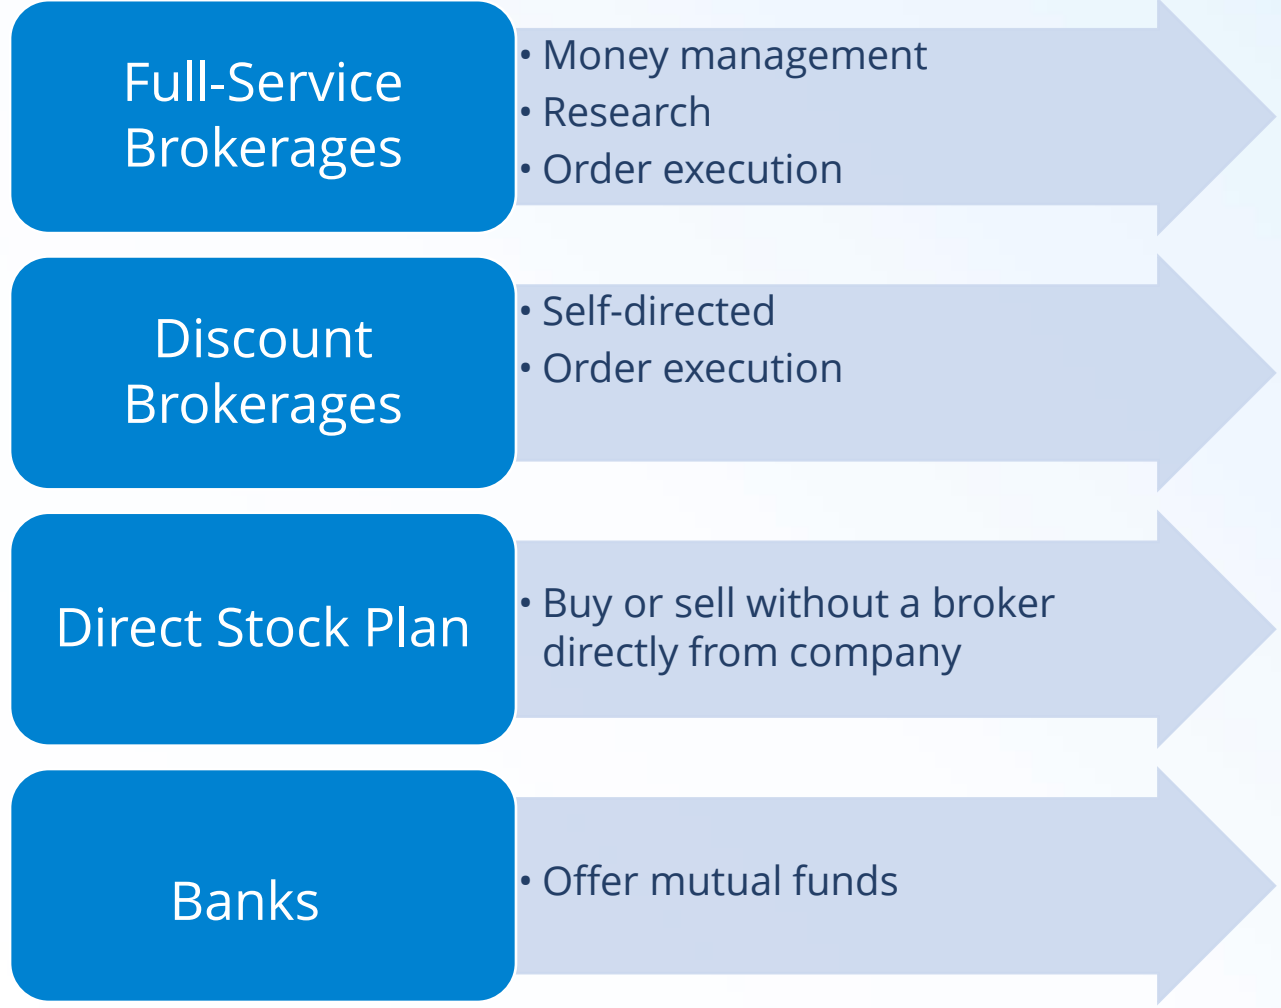 Full-Service
Brokerages
• Money management
• Research
• Order execution
Discount
Brokerages
• Self-directed
• Order execution
Direct Stock Plan
• Buy or sell without a broker
directly from company
Banks
• Offer mutual funds